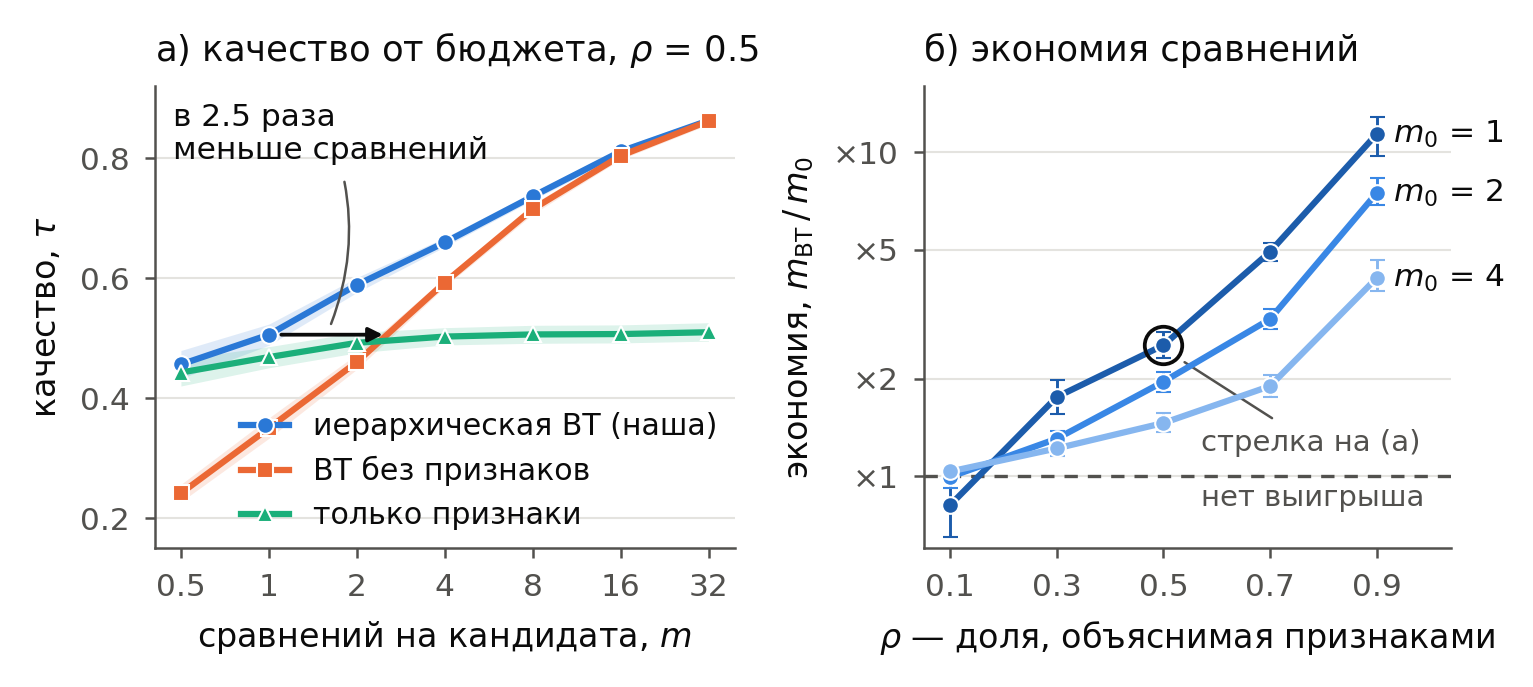 а) качество от бюджета, ρ = 0.5
в 2.5 раза
меньше сравнений
качество, τ
0.8
0.6
0.4
0.2
иерархическая BT (наша)
BT без признаков
только признаки
0.5 1 2 4 8 16 32
сравнений на кандидата, m
б) экономия сравнений
экономия, m_BT / m_0
×10
×5
×2
×1
m_0 = 1
m_0 = 2
m_0 = 4
стрелка на (а)
нет выигрыша
0.1 0.3 0.5 0.7 0.9
ρ — доля, объяснимая признаками